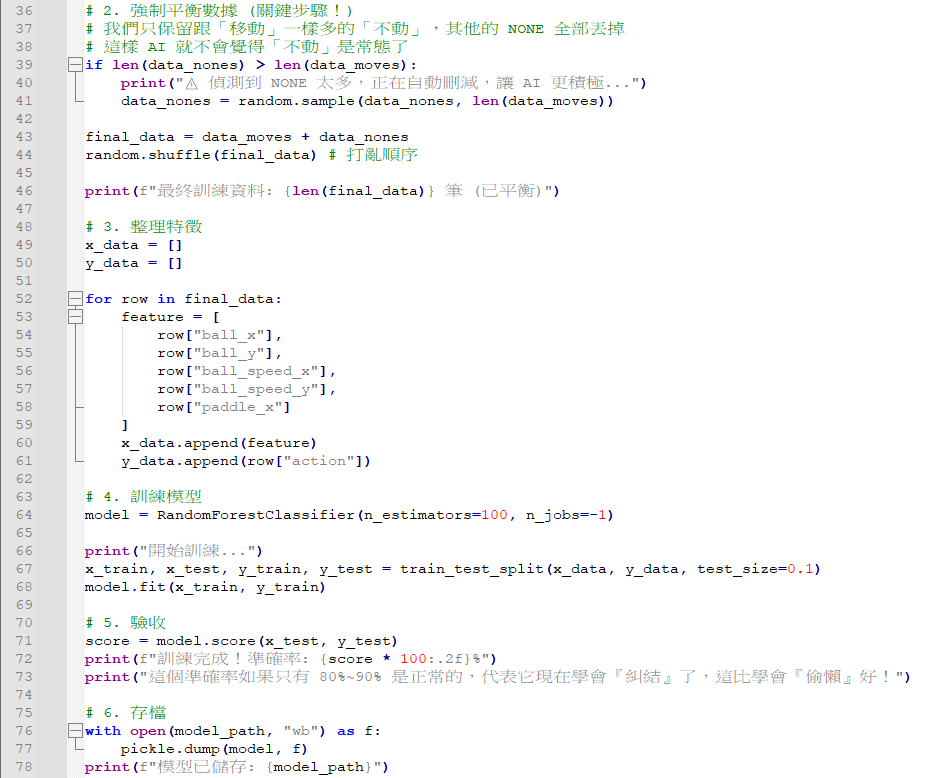 36 # 2. 強制平衡數據 (關鍵步驟！)
37 # 我們只保留跟「移動」一樣多的「不動」，其他的 NONE 全部丟掉
38 # 這樣 AI 就不會覺得「不動」是常態了
39 if len(data_nones) > len(data_moves):
40     print("⚠ 偵測到 NONE 太多，正在自動刪減，讓 AI 更積極...")
41     data_nones = random.sample(data_nones, len(data_moves))
42
43 final_data = data_moves + data_nones
44 random.shuffle(final_data) # 打亂順序
45
46 print(f"最終訓練資料: {len(final_data)} 筆 (已平衡)")
47
48 # 3. 整理特徵
49 x_data = []
50 y_data = []
51
52 for row in final_data:
53     feature = [
54         row["ball_x"],
55         row["ball_y"],
56         row["ball_speed_x"],
57         row["ball_speed_y"],
58         row["paddle_x"]
59     ]
60     x_data.append(feature)
61     y_data.append(row["action"])
62
63 # 4. 訓練模型
64 model = RandomForestClassifier(n_estimators=100, n_jobs=-1)
65
66 print("開始訓練...")
67 x_train, x_test, y_train, y_test = train_test_split(x_data, y_data, test_size=0.1)
68 model.fit(x_train, y_train)
69
70 # 5. 驗收
71 score = model.score(x_test, y_test)
72 print(f"訓練完成！準確率: {score * 100:.2f}%")
73 print("這個準確率如果只有 80%~90% 是正常的，代表它現在學會『糾結』了，這比學會『偷懶』好！")
74
75 # 6. 存檔
76 with open(model_path, "wb") as f:
77     pickle.dump(model, f)
78 print(f"模型已儲存: {model_path}")